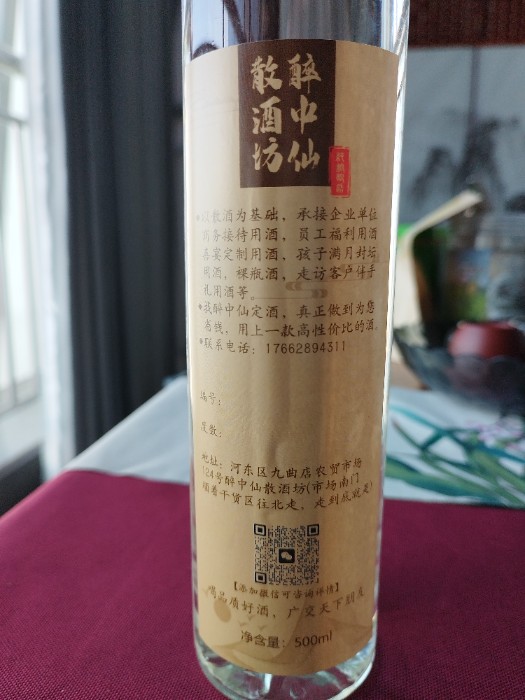 醉中仙
散酒坊
•以散酒为基础，承接企业单位
商务接待用酒，员工福利用酒
喜宴定制用酒，孩子满月封坛
用酒，裸瓶酒，走访客户伴手
礼用酒等。
•找醉中仙定酒，真正做到为您
省钱，用上一款高性价比的酒。
•联系电话：17662894311
编号：
度数：
地址：河东区九曲店农贸市场
124号醉中仙散酒坊(市场南门
顺着干货区往北走，走到底就是)
【添加微信可咨询详情】
喝品质好酒，广交天下朋友
净含量：500ml